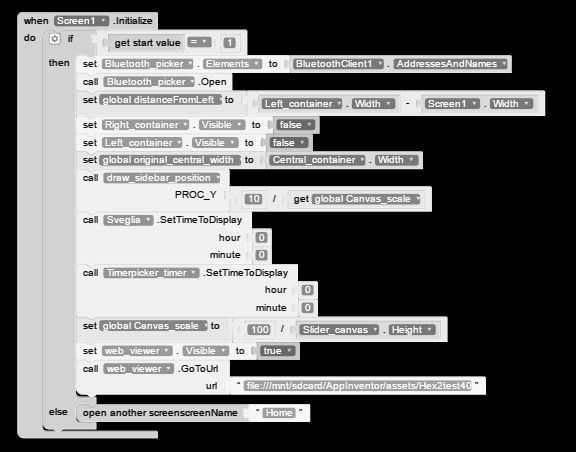 when Screen1 .Initialize
do if get start value = 1
then set Bluetooth_picker . Elements to BluetoothClient1 . AddressesAndNames
call Bluetooth_picker .Open
set global distanceFromLeft to Left_container . Width - Screen1 . Width
set Right_container . Visible to false
set Left_container . Visible to false
set global original_central_width to Central_container . Width
call draw_sidebar_position
PROC_Y 10 / get global Canvas_scale
call Sveglia .SetTimeToDisplay
hour 0
minute 0
call Timerpicker_timer .SetTimeToDisplay
hour 0
minute 0
set global Canvas_scale to 100 / Slider_canvas . Height
set web_viewer . Visible to true
call web_viewer .GoToUrl
url " file:///mnt/sdcard/AppInventor/assets/Hex2test40 "
else open another screenscreenName " Home "